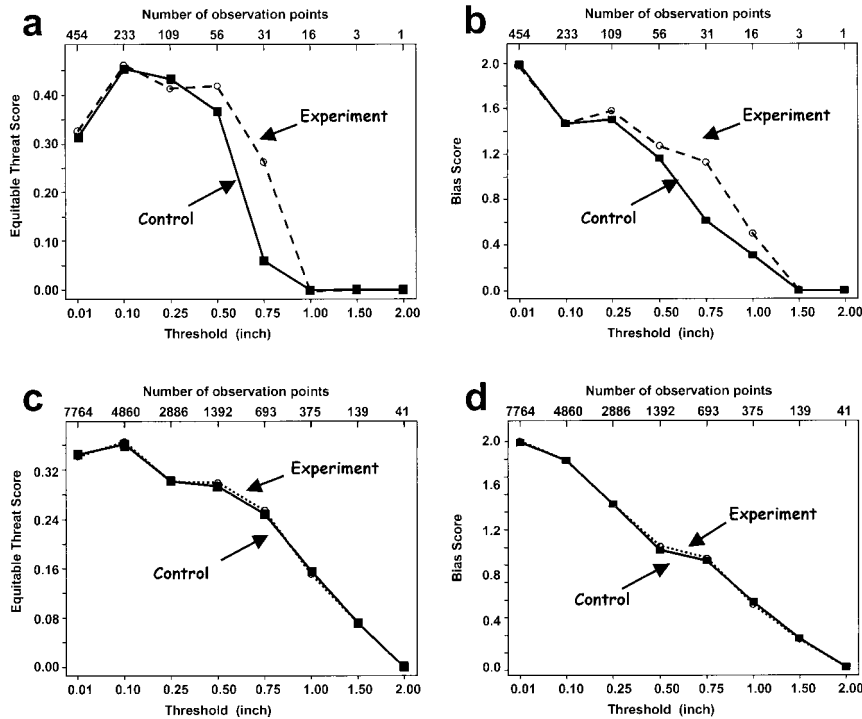 a
Number of observation points
454 233 109 56 31 16 3 1
Equitable Threat Score
0.40
0.30
0.20
0.10
0.00
Experiment
Control
0.01 0.10 0.25 0.50 0.75 1.00 1.50 2.00
Threshold (inch)
b
Number of observation points
454 233 109 56 31 16 3 1
Bias Score
2.0
1.6
1.2
0.8
0.4
0.0
Experiment
Control
0.01 0.10 0.25 0.50 0.75 1.00 1.50 2.00
Threshold (inch)
c
Number of observation points
7764 4860 2886 1392 693 375 139 41
Equitable Threat Score
0.32
0.24
0.16
0.08
0.00
Experiment
Control
0.01 0.10 0.25 0.50 0.75 1.00 1.50 2.00
Threshold (inch)
d
Number of observation points
7764 4860 2886 1392 693 375 139 41
Bias Score
2.0
1.6
1.2
0.8
0.4
0.0
Experiment
Control
0.01 0.10 0.25 0.50 0.75 1.00 1.50 2.00
Threshold (inch)